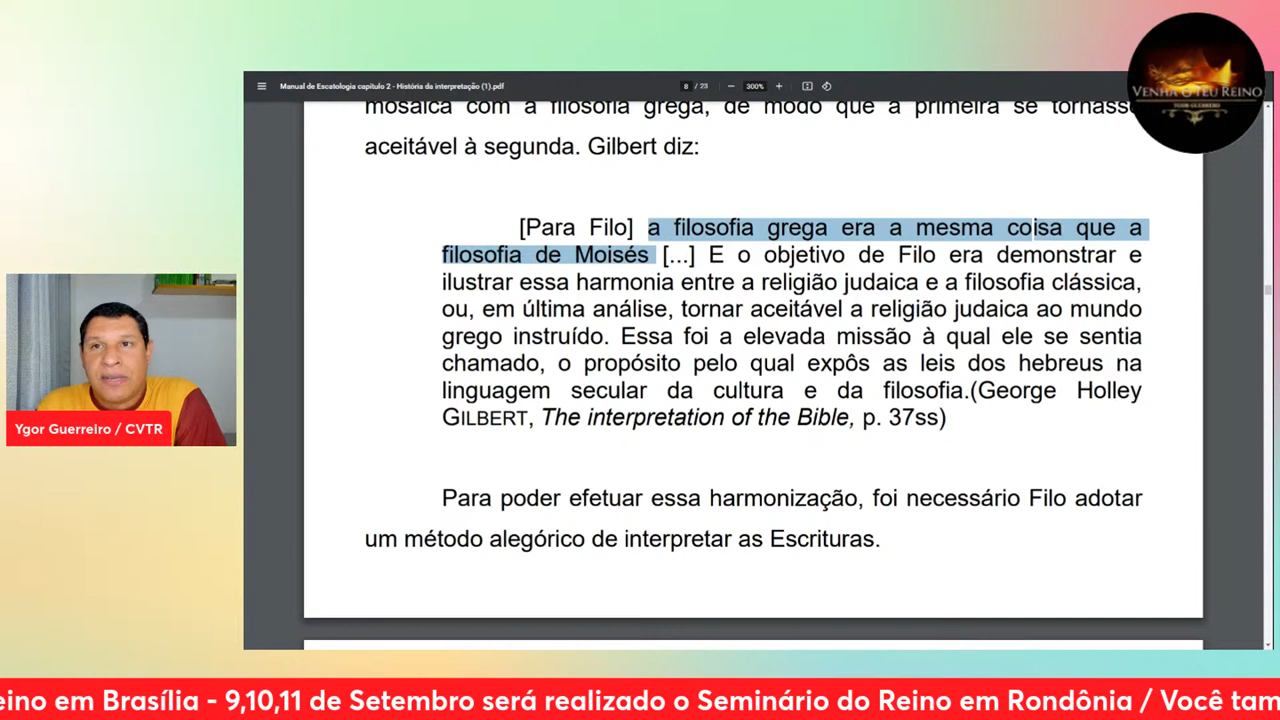 VENHA O TEU REINO
YGOR GUERREIRO
Manual de Escatologia capitulo 2 - História da interpretação (1).pdf
8 / 23
300%
mosaica com a filosofia grega, de modo que a primeira se tornasse
aceitável à segunda. Gilbert diz:
[Para Filo] a filosofia grega era a mesma coisa que a
filosofia de Moisés [...] E o objetivo de Filo era demonstrar e
ilustrar essa harmonia entre a religião judaica e a filosofia clássica,
ou, em última análise, tornar aceitável a religião judaica ao mundo
grego instruído. Essa foi a elevada missão à qual ele se sentia
chamado, o propósito pelo qual expôs as leis dos hebreus na
linguagem secular da cultura e da filosofia.(George Holley
GILBERT, The interpretation of the Bible, p. 37ss)
Para poder efetuar essa harmonização, foi necessário Filo adotar
um método alegórico de interpretar as Escrituras.
Ygor Guerreiro / CVTR
eino em Brasília - 9,10,11 de Setembro será realizado o Seminário do Reino em Rondônia / Você tam